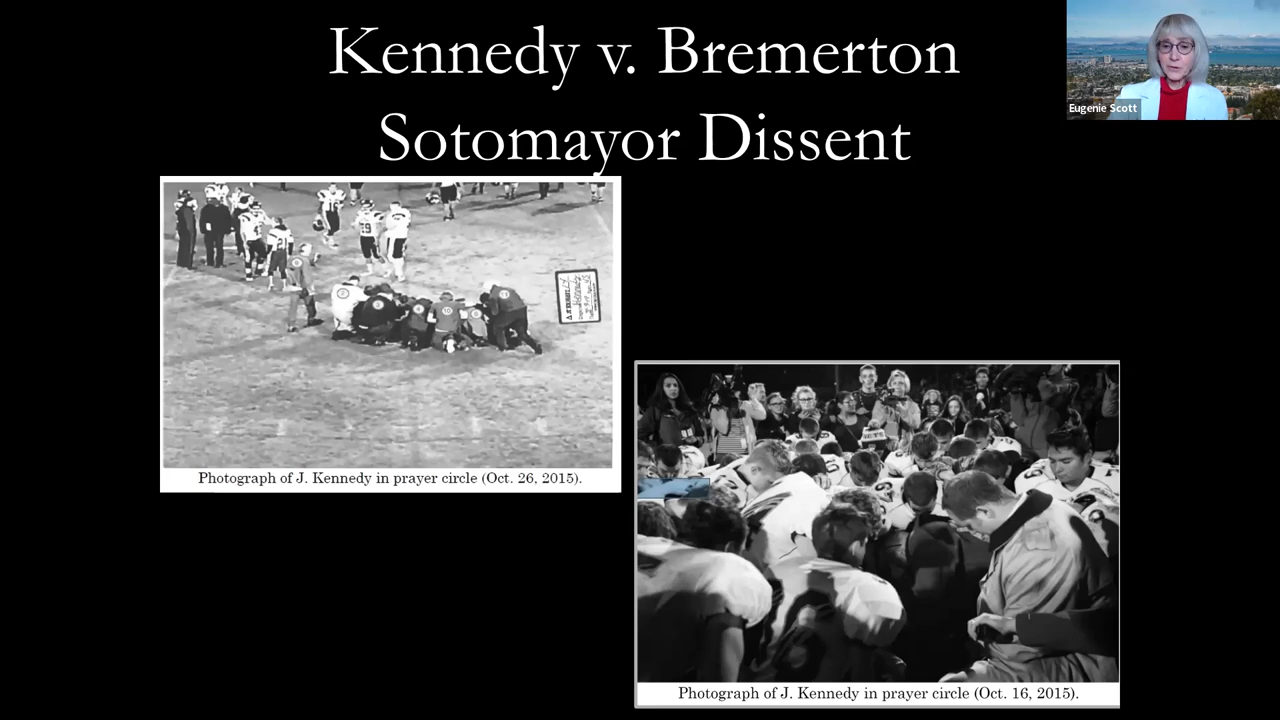 Kennedy v. Bremerton
Sotomayor Dissent
Eugenie Scott
Photograph of J. Kennedy in prayer circle (Oct. 26, 2015).
Photograph of J. Kennedy in prayer circle (Oct. 16, 2015).